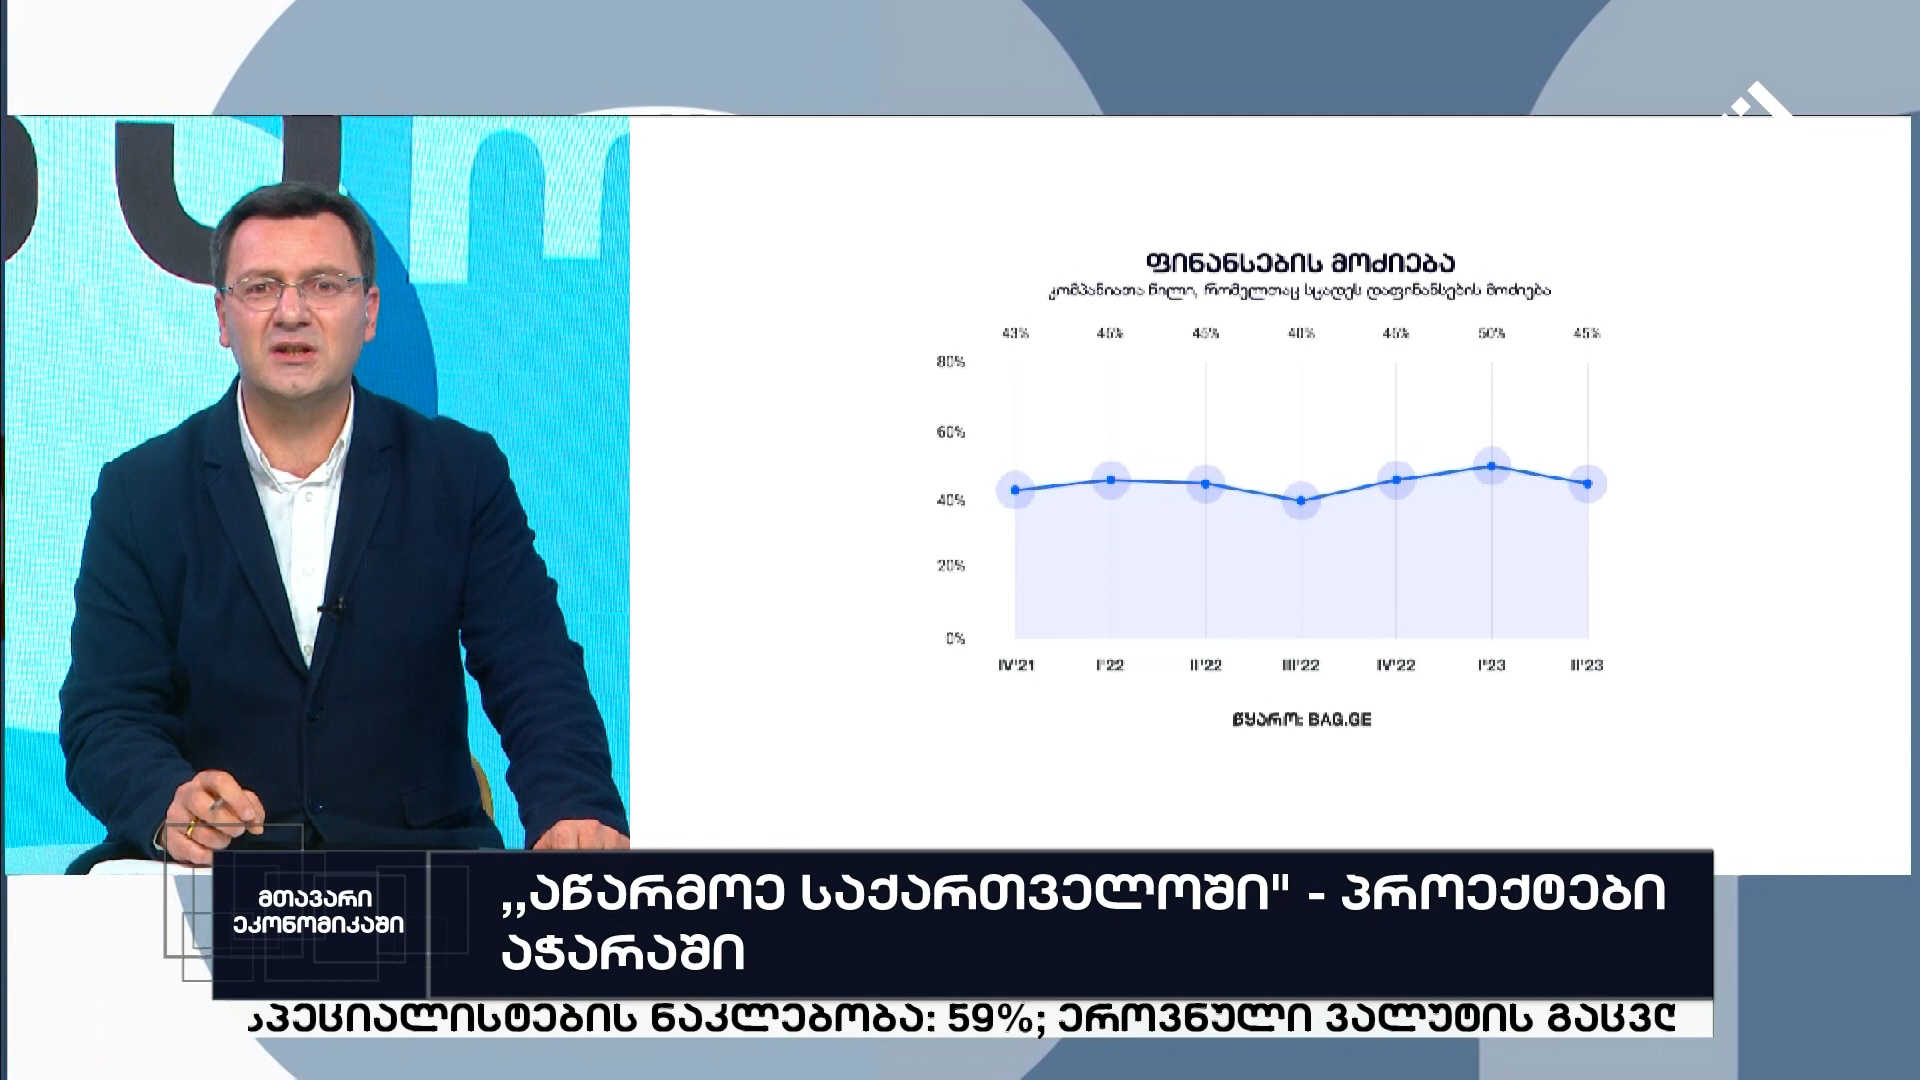 ფინანსების მოძიება
კომპანიათა წილი, რომელთაც სცადეს დაფინანსების მოძიება
43% 46% 45% 40% 46% 50% 45%
80%
60%
40%
20%
0%
IV'21 I'22 II'22 III'22 IV'22 I'23 II'23
წყარო: BAG.GE
მთავარი
ეკონომიკაში
,,აწარმოე საქართველოში" - პროექტები
აჭარაში
სპეციალისტების ნაკლებობა: 59%; ეროვნული ვალუტის გაცვლ